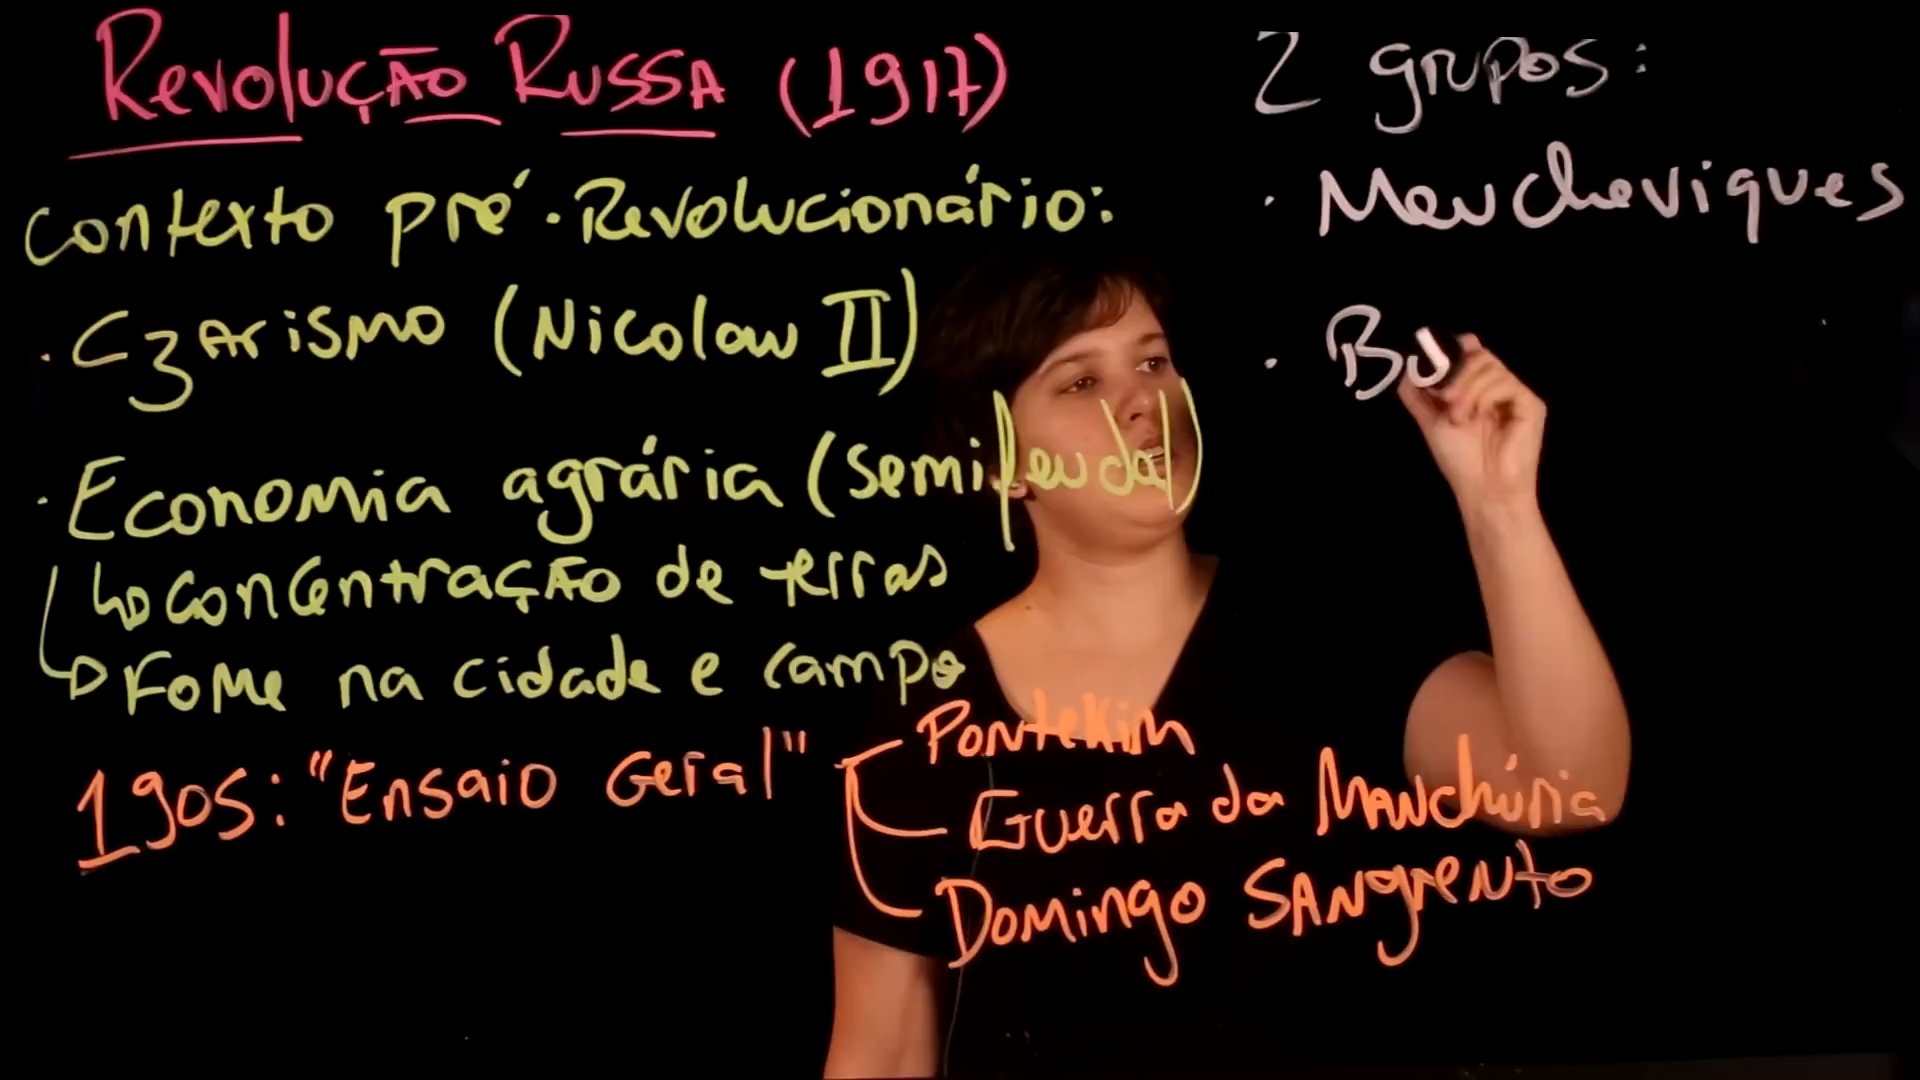 Revolução Russa (1917)
Contexto pré-Revolucionário:
· Czarismo (Nicolau II)
· Economia agrária (semifeudal)
↳ Concentração de terras
↳ Fome na cidade e campo
1905: "Ensaio Geral"
Pontekim
Guerra da Manchúria
Domingo Sangrento
2 grupos:
· Mencheviques
· Bo